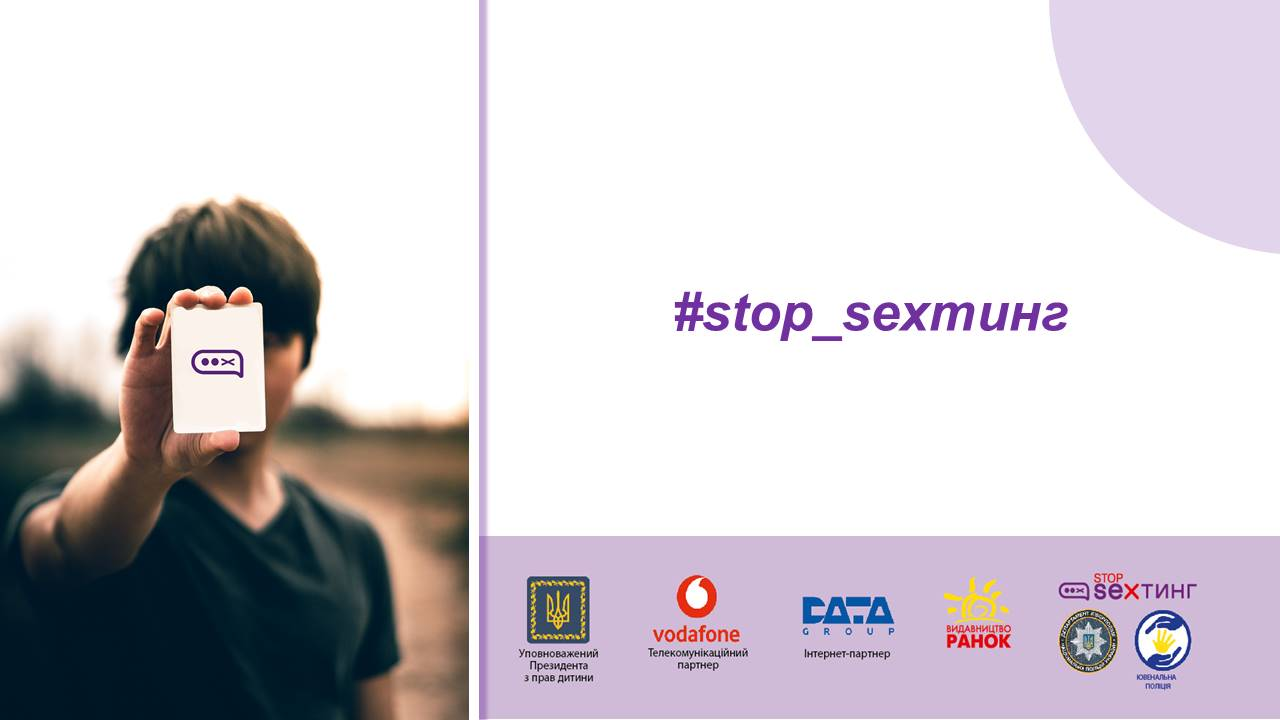 #stop_sexтинг
Уповноважений
Президента
з прав дитини
vodafone
Телекомунікаційний
партнер
DATA
GROUP
Інтернет-партнер
ВИДАВНИЦТВО
РАНОК
STOP
sexТИНГ
ЮВЕНАЛЬНА
ПОЛІЦІЯ